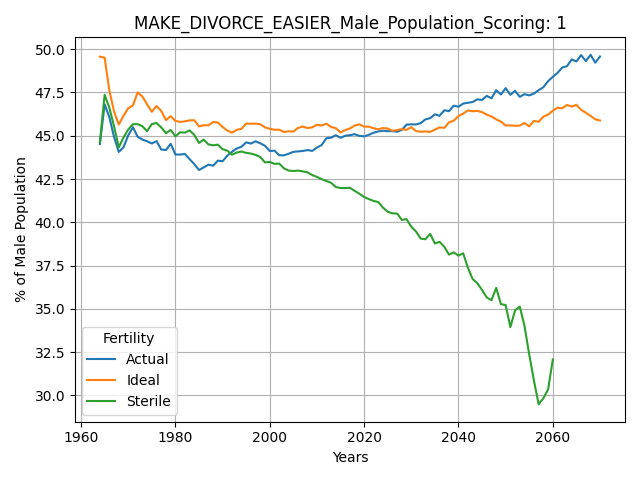 MAKE_DIVORCE_EASIER_Male_Population_Scoring: 1
50.0
47.5
45.0
42.5
40.0
37.5
35.0
32.5
30.0
% of Male Population
Fertility
Actual
Ideal
Sterile
1960 1980 2000 2020 2040 2060
Years